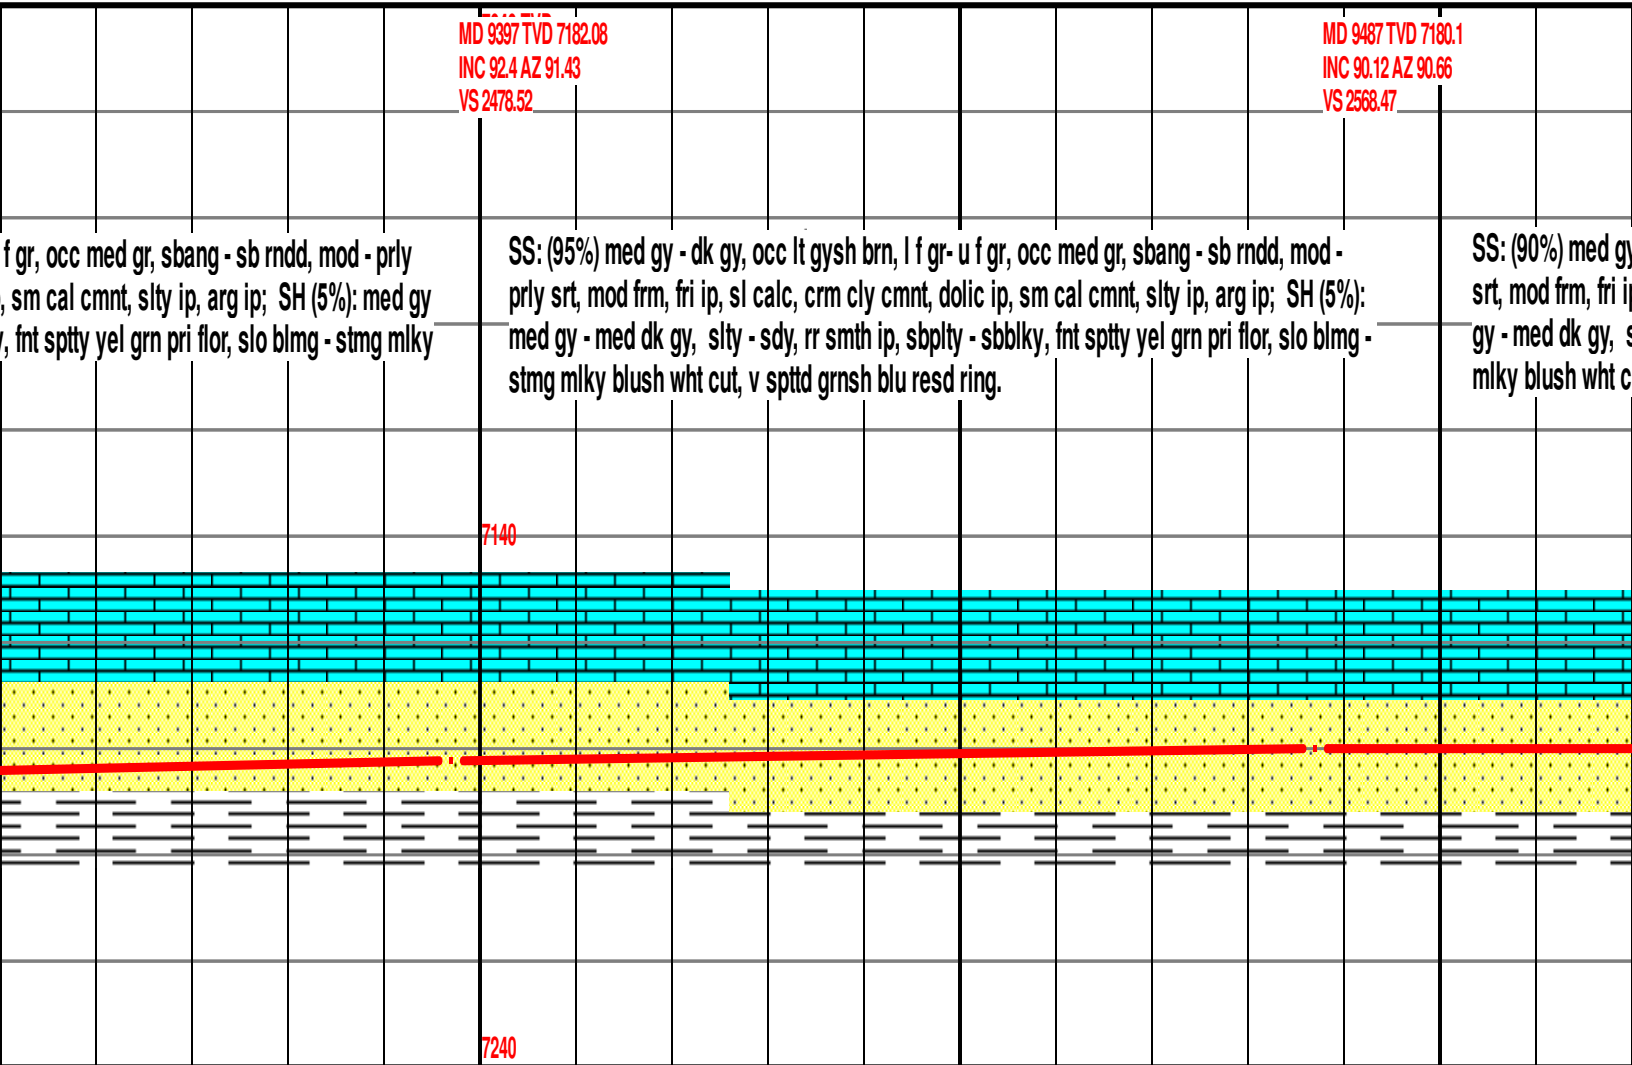 MD 9397 TVD 7182.08
INC 92.4 AZ 91.43
VS 2478.52
MD 9487 TVD 7180.1
INC 90.12 AZ 90.66
VS 2568.47
f gr, occ med gr, sbang - sb rndd, mod - prly
, sm cal cmnt, slty ip, arg ip; SH (5%): med gy
, fnt sptty yel grn pri flor, slo blmg - stmg mlky
SS: (95%) med gy - dk gy, occ lt gysh brn, l f gr- u f gr, occ med gr, sbang - sb rndd, mod -
prly srt, mod frm, fri ip, sl calc, crm cly cmnt, dolic ip, sm cal cmnt, slty ip, arg ip; SH (5%):
med gy - med dk gy, slty - sdy, rr smth ip, sbplty - sbblky, fnt sptty yel grn pri flor, slo blmg -
stmg mlky blush wht cut, v spttd grnsh blu resd ring.
SS: (90%) med gy
srt, mod frm, fri ip
gy - med dk gy, s
mlky blush wht c
7140
7240